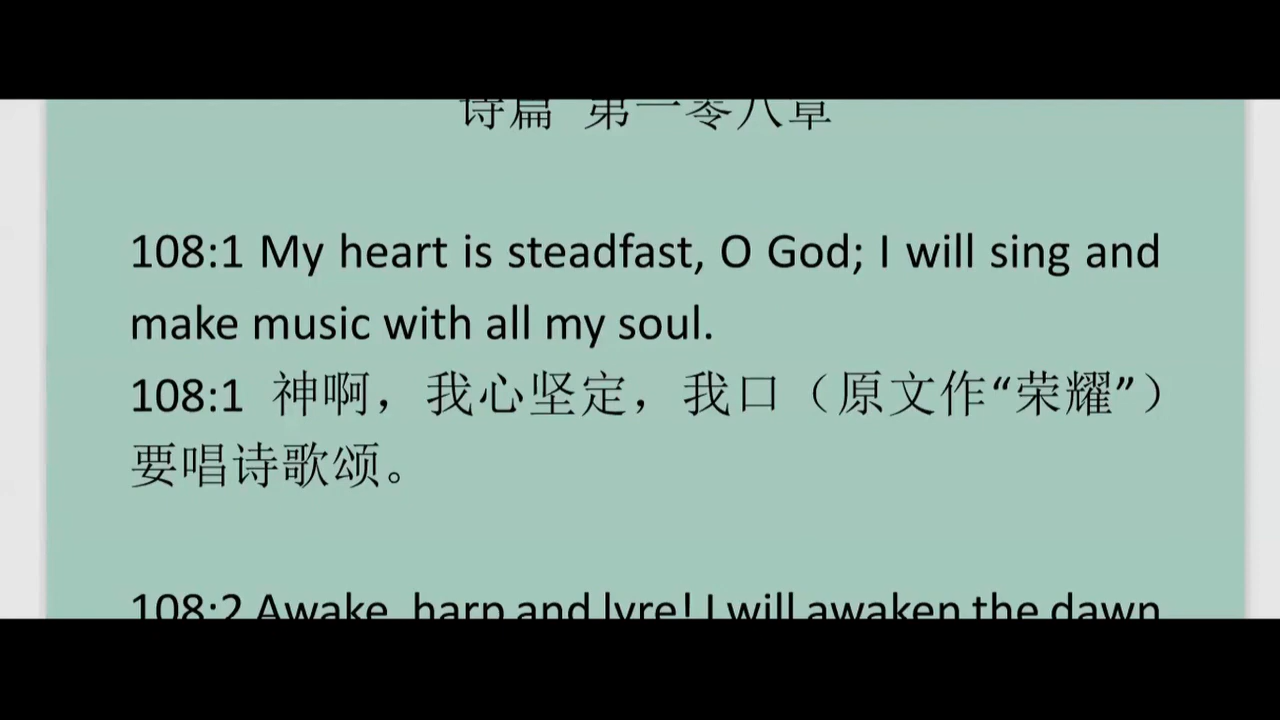 诗篇 第一零八章
108:1 My heart is steadfast, O God; I will sing and
make music with all my soul.
108:1 神啊，我心坚定，我口（原文作“荣耀”）
要唱诗歌颂。
108:2 Awake, harp and lyre! I will awaken the dawn